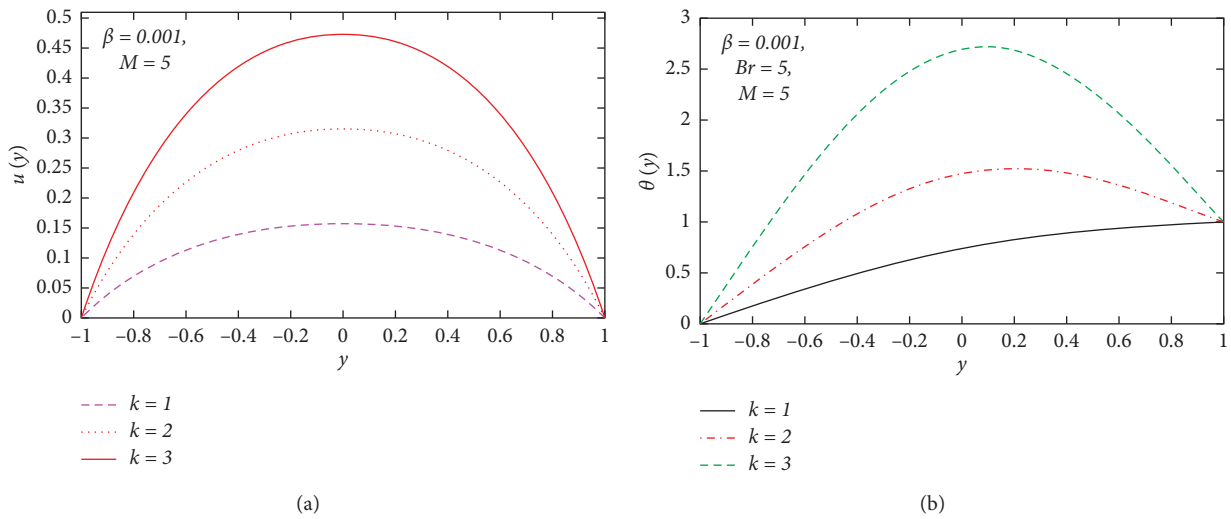 0.5
0.45
0.4
0.35
0.3
0.25
0.2
0.15
0.1
0.05
0
u (y)
β = 0.001,
M = 5
−1 −0.8 −0.6 −0.4 −0.2 0 0.2 0.4 0.6 0.8 1
y
k = 1
k = 2
k = 3
(a)
3
2.5
2
1.5
1
0.5
0
θ (y)
β = 0.001,
Br = 5,
M = 5
−1 −0.8 −0.6 −0.4 −0.2 0 0.2 0.4 0.6 0.8 1
y
k = 1
k = 2
k = 3
(b)